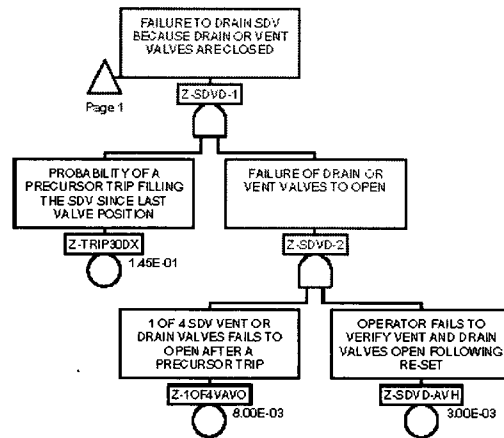 FAILURE TO DRAIN SDV
BECAUSE DRAIN OR VENT
VALVES ARE CLOSED
Page 1
Z-SDVD-1
PROBABILITY OF A
PRECURSOR TRIP FILLING
THE SDV SINCE LAST
VALVE POSITION
Z-TRIP30DX
1.45E-01
FAILURE OF DRAIN OR
VENT VALVES TO OPEN
Z-SDVD-2
1 OF 4 SDV VENT OR
DRAIN VALVES FAILS TO
OPEN AFTER A
PRECURSOR TRIP
Z-1OF4VAVO
8.00E-03
OPERATOR FAILS TO
VERIFY VENT AND DRAIN
VALVES OPEN FOLLOWING
RE-SET
Z-SDVD-AVH
3.00E-03